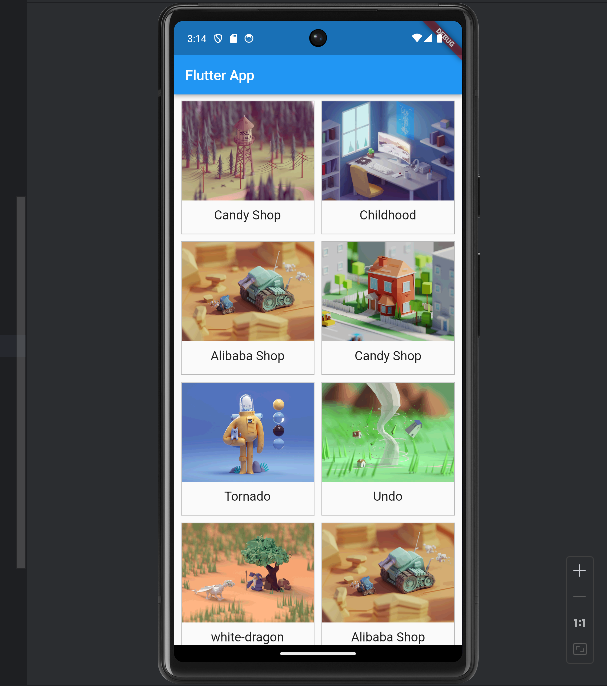 3:14
DEBUG
Flutter App
Candy Shop
Childhood
Alibaba Shop
Candy Shop
Tornado
Undo
white-dragon
Alibaba Shop
1:1